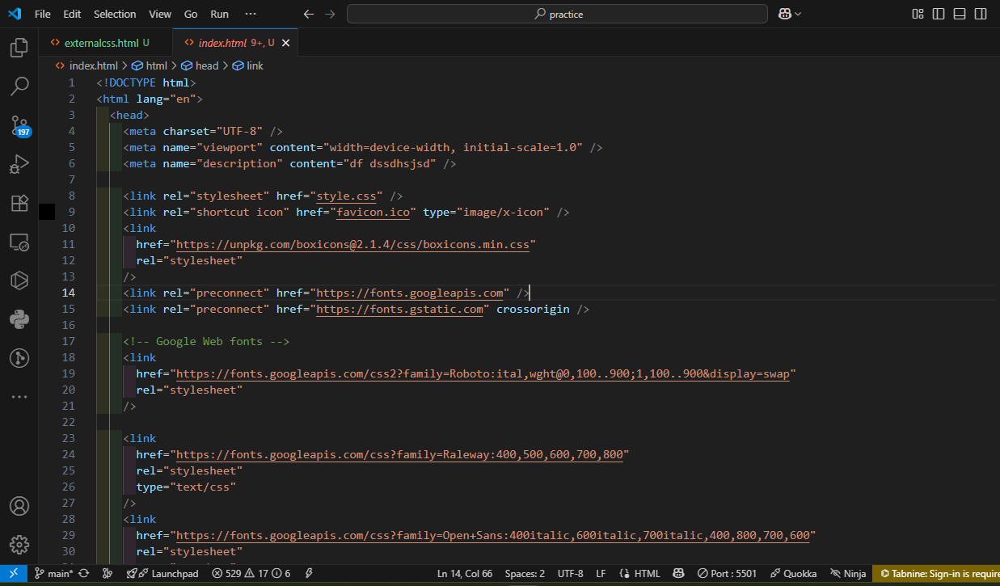 File Edit Selection View Go Run ··· ← → practice
externalcss.html U index.html 9+, U ×
index.html > html > head > link
1 <!DOCTYPE html>
2 <html lang="en">
3 <head>
4 <meta charset="UTF-8" />
5 <meta name="viewport" content="width=device-width, initial-scale=1.0" />
6 <meta name="description" content="df dssdhsjsd" />
7
8 <link rel="stylesheet" href="style.css" />
9 <link rel="shortcut icon" href="favicon.ico" type="image/x-icon" />
10 <link
11 href="https://unpkg.com/boxicons@2.1.4/css/boxicons.min.css"
12 rel="stylesheet"
13 />
14 <link rel="preconnect" href="https://fonts.googleapis.com" />
15 <link rel="preconnect" href="https://fonts.gstatic.com" crossorigin />
16
17 <!-- Google Web fonts -->
18 <link
19 href="https://fonts.googleapis.com/css2?family=Roboto:ital,wght@0,100..900;1,100..900&display=swap"
20 rel="stylesheet"
21 />
22
23 <link
24 href="https://fonts.googleapis.com/css?family=Raleway:400,500,600,700,800"
25 rel="stylesheet"
26 type="text/css"
27 />
28 <link
29 href="https://fonts.googleapis.com/css?family=Open+Sans:400italic,600italic,700italic,400,800,700,600"
30 rel="stylesheet"
197
main* Launchpad 529 17 6 Ln 14, Col 66 Spaces: 2 UTF-8 LF HTML Port : 5501 Quokka Ninja Tabnine: Sign-in is require